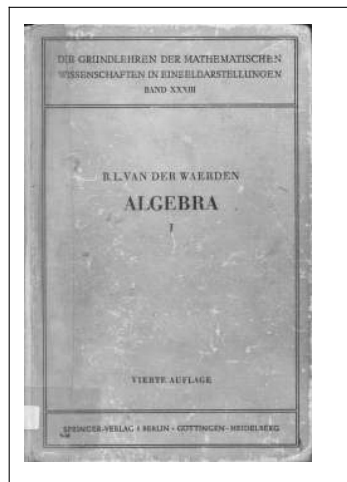 DIE GRUNDLEHREN DER MATHEMATISCHEN
WISSENSCHAFTEN IN EINZELDARSTELLUNGEN
BAND XXXIII
B. L. VAN DER WAERDEN
ALGEBRA
I
VIERTE AUFLAGE
SPRINGER-VERLAG · BERLIN · GÖTTINGEN · HEIDELBERG